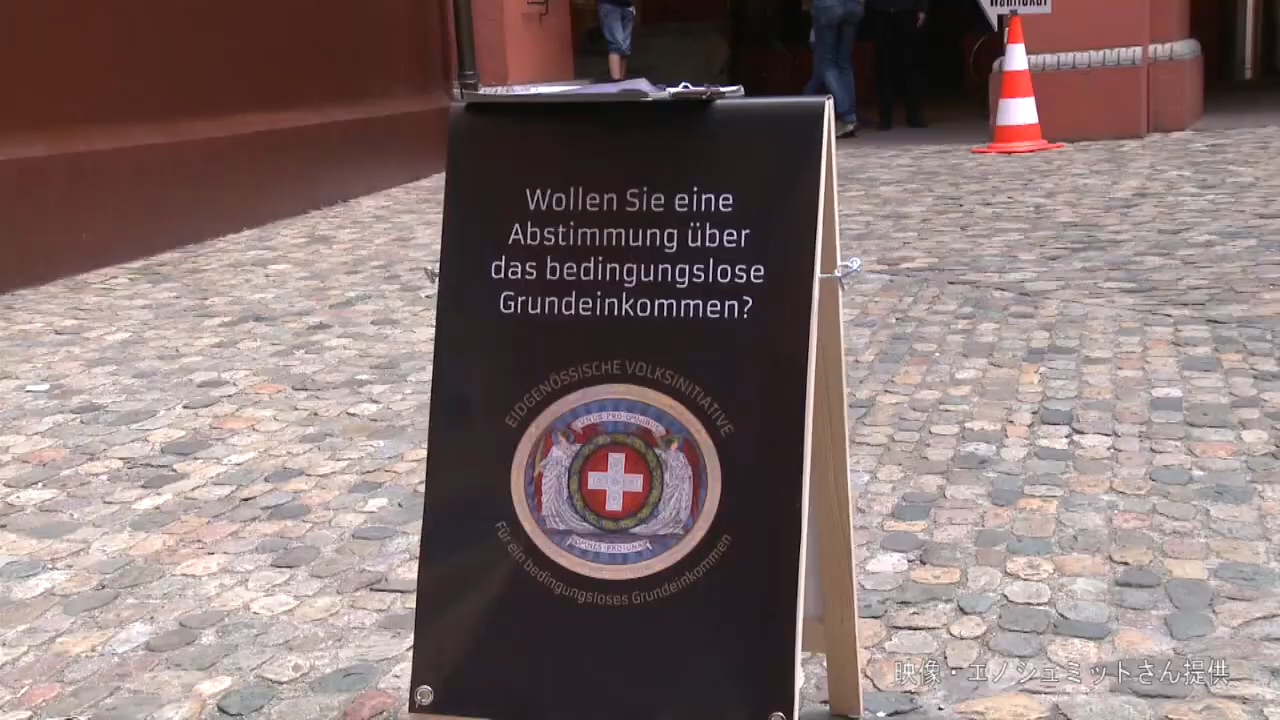 Wahllokal
Wollen Sie eine
Abstimmung über
das bedingungslose
Grundeinkommen?
EIDGENÖSSISCHE VOLKSINITIATIVE
UNUS PRO OMNIBUS
OMNES PRO UNO
Für ein bedingungsloses Grundeinkommen
映像・エノ シュミットさん提供